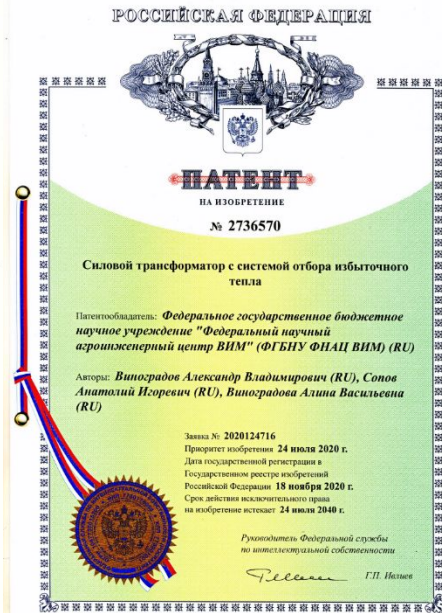 РОССИЙСКАЯ ФЕДЕРАЦИЯ
ПАТЕНТ
НА ИЗОБРЕТЕНИЕ
№ 2736570
Силовой трансформатор с системой отбора избыточного
тепла
Патентообладатель: Федеральное государственное бюджетное
научное учреждение "Федеральный научный
агроинженерный центр ВИМ" (ФГБНУ ФНАЦ ВИМ) (RU)
Авторы: Виноградов Александр Владимирович (RU), Сопов
Анатолий Игоревич (RU), Виноградова Алина Васильевна
(RU)
Заявка № 2020124716
Приоритет изобретения 24 июля 2020 г.
Дата государственной регистрации в
Государственном реестре изобретений
Российской Федерации 18 ноября 2020 г.
Срок действия исключительного права
на изобретение истекает 24 июля 2040 г.
Руководитель Федеральной службы
по интеллектуальной собственности
Г.П. Ивлиев